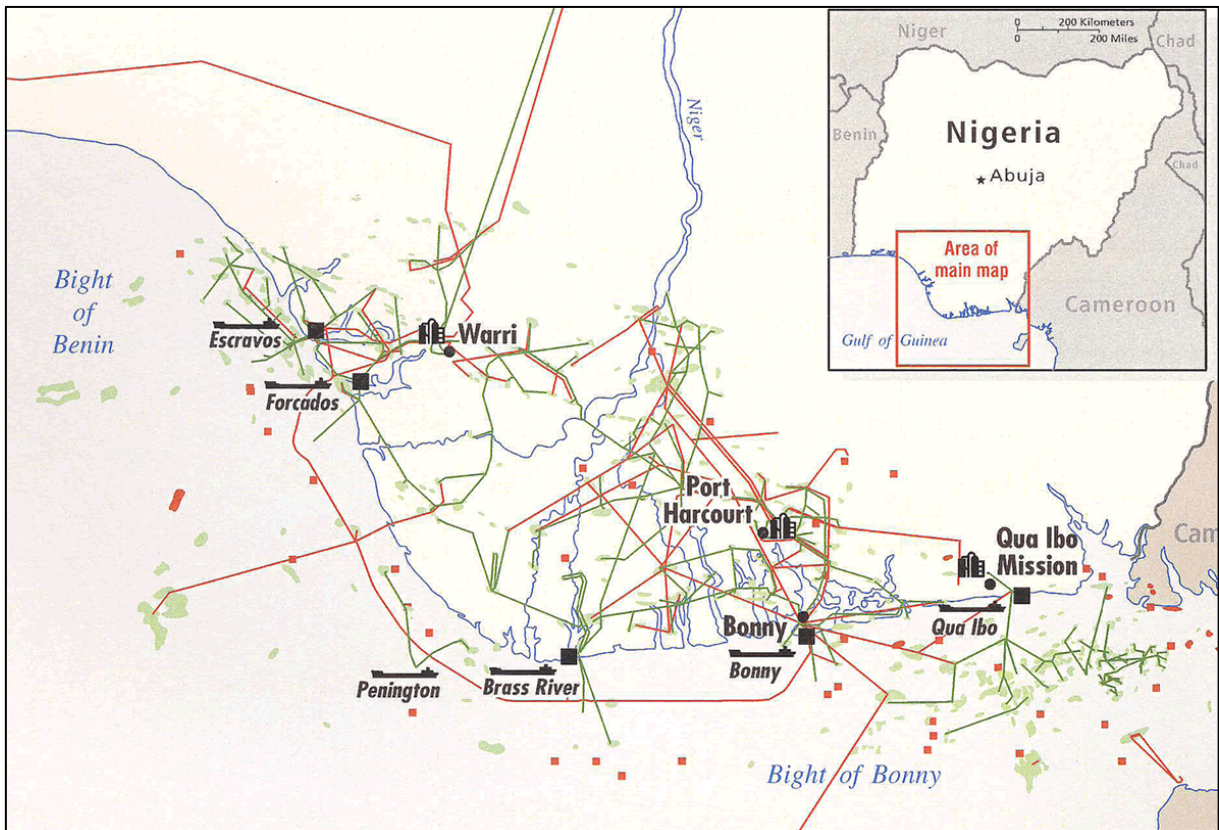 200 Kilometers
0
0
200 Miles
Niger
Chad
Benin
Nigeria
Chad
Abuja
Area of
main map
Cameroon
Gulf of Guinea
Niger
Bight
of
Benin
Escravos
Warri
Forcados
Port
Harcourt
Qua Ibo
Mission
Cam
Bonny
Qua Ibo
Bonny
Penington
Brass River
Bight of Bonny